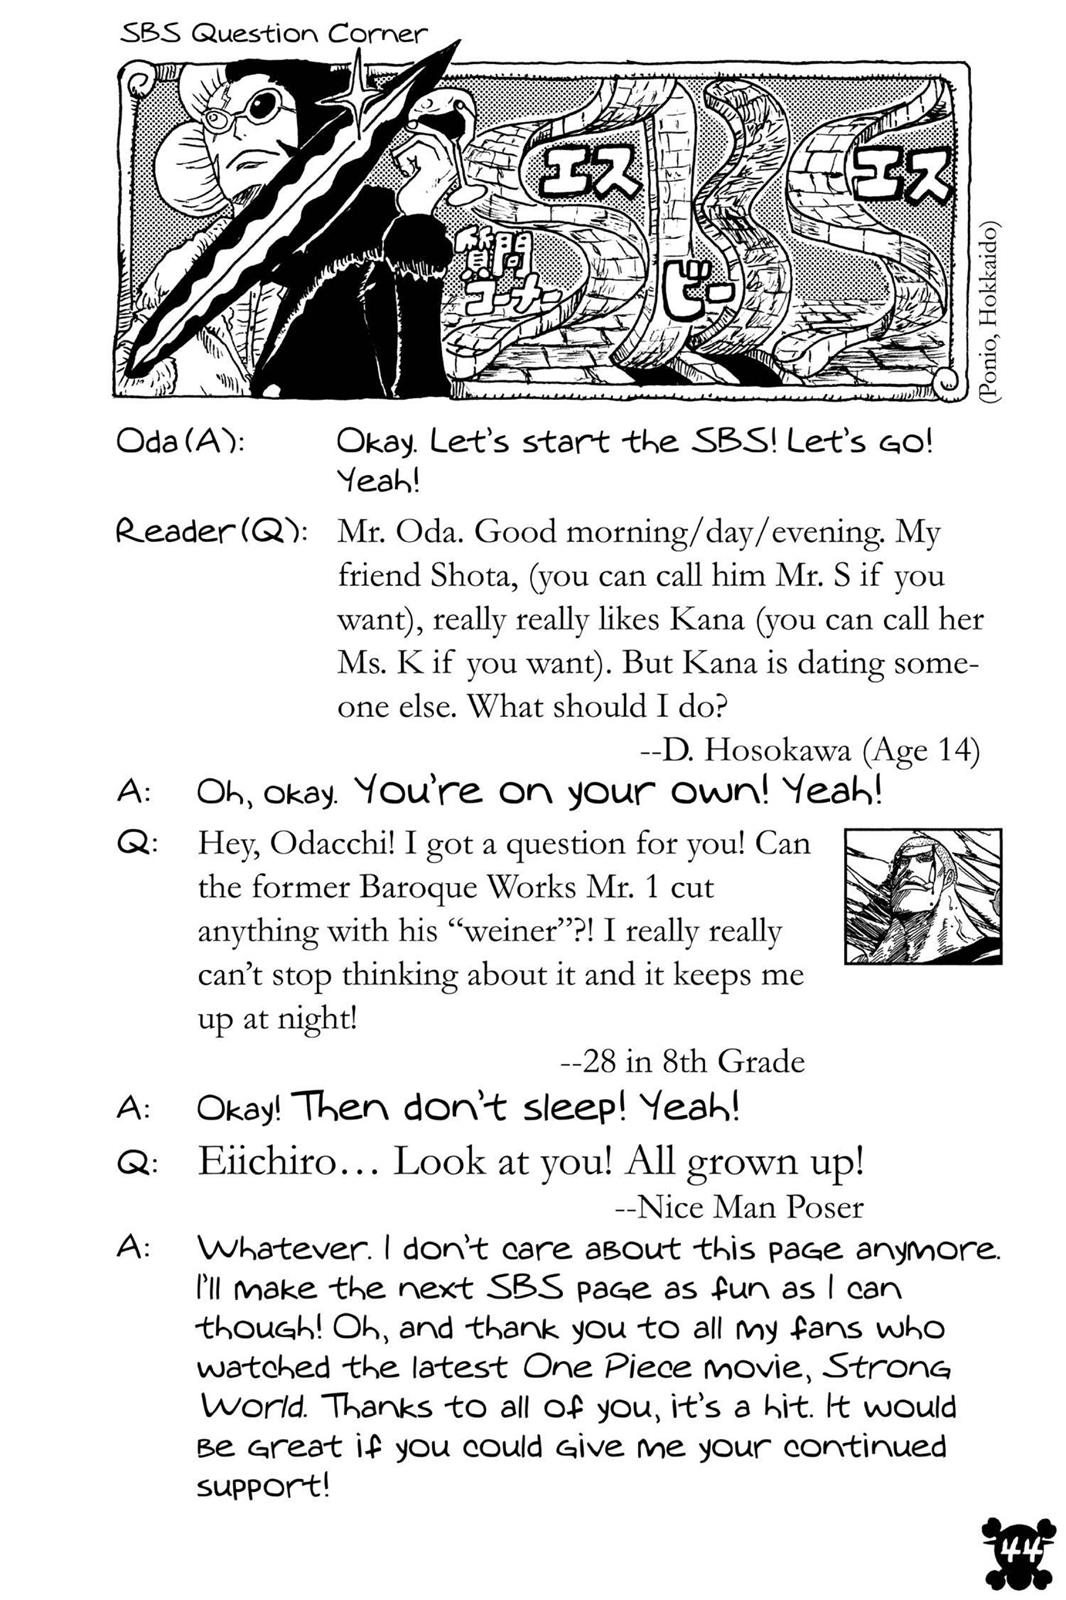 SBS Question Corner
エス
エス
ビー
質問
コーナー
(Ponio, Hokkaido)
Oda(A): Okay. Let's start the SBS! Let's go!
Yeah!
Reader(Q): Mr. Oda. Good morning/day/evening. My
friend Shota, (you can call him Mr. S if you
want), really really likes Kana (you can call her
Ms. K if you want). But Kana is dating some-
one else. What should I do?
--D. Hosokawa (Age 14)
A: Oh, okay. You're on your own! Yeah!
Q: Hey, Odacchi! I got a question for you! Can
the former Baroque Works Mr. 1 cut
anything with his "weiner"?! I really really
can't stop thinking about it and it keeps me
up at night!
--28 in 8th Grade
A: Okay! Then don't sleep! Yeah!
Q: Eiichiro... Look at you! All grown up!
--Nice Man Poser
A: Whatever. I don't care about this page anymore.
I'll make the next SBS page as fun as I can
though! Oh, and thank you to all my fans who
watched the latest One Piece movie, Strong
World. Thanks to all of you, it's a hit. It would
be great if you could give me your continued
support!
44